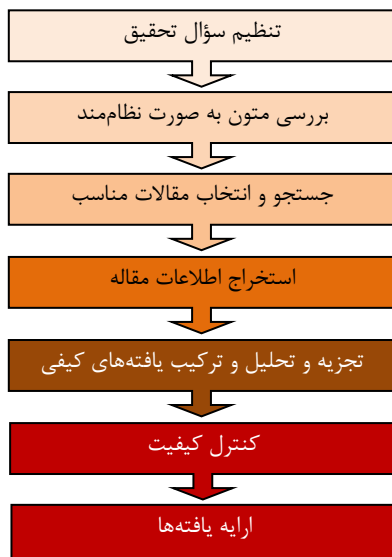 تنظیم سؤال تحقیق
بررسی متون به صورت نظام‌مند
جستجو و انتخاب مقالات مناسب
استخراج اطلاعات مقاله
تجزیه و تحلیل و ترکیب یافته‌های کیفی
کنترل کیفیت
ارایه یافته‌ها